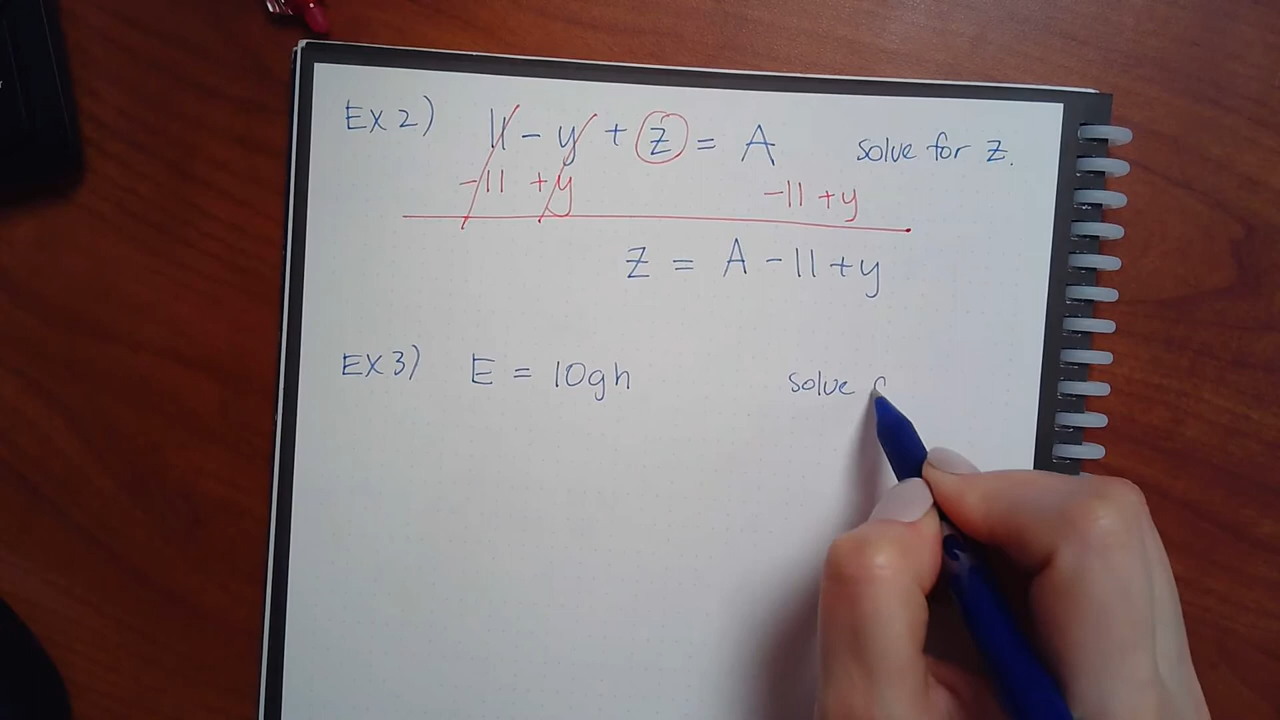 Ex 2) 11 - y + z = A solve for z.
-11 +y -11 + y
z = A - 11 + y
Ex 3) E = 10gh solve